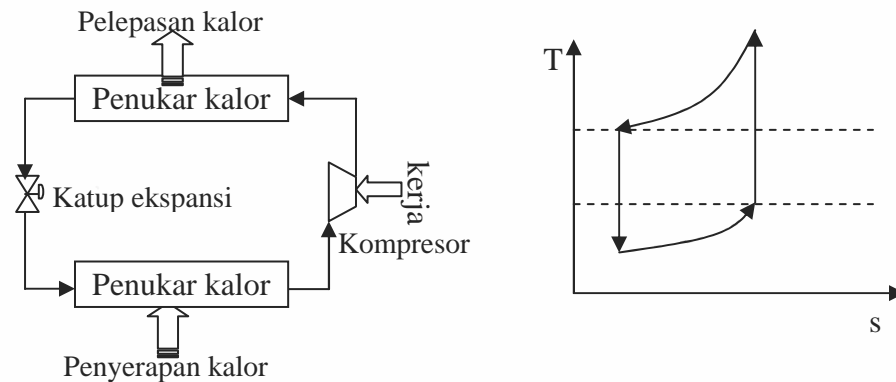 Pelepasan kalor
Penukar kalor
Katup ekspansi
kerja
Kompresor
Penukar kalor
Penyerapan kalor
T
s